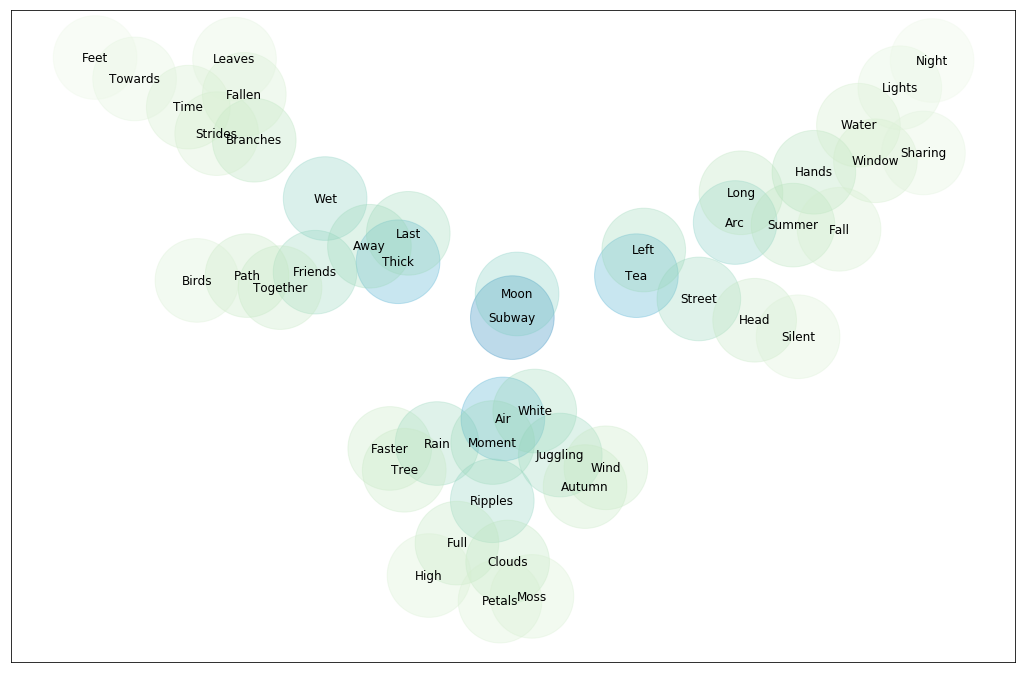 Feet
Towards
Time
Strides
Leaves
Fallen
Branches
Wet
Away
Last
Thick
Birds
Path
Together
Friends
Moon
Subway
Night
Lights
Water
Window
Sharing
Hands
Long
Arc
Summer
Fall
Left
Tea
Street
Head
Silent
Air
White
Moment
Juggling
Wind
Autumn
Faster
Rain
Tree
Ripples
Full
High
Clouds
Petals
Moss